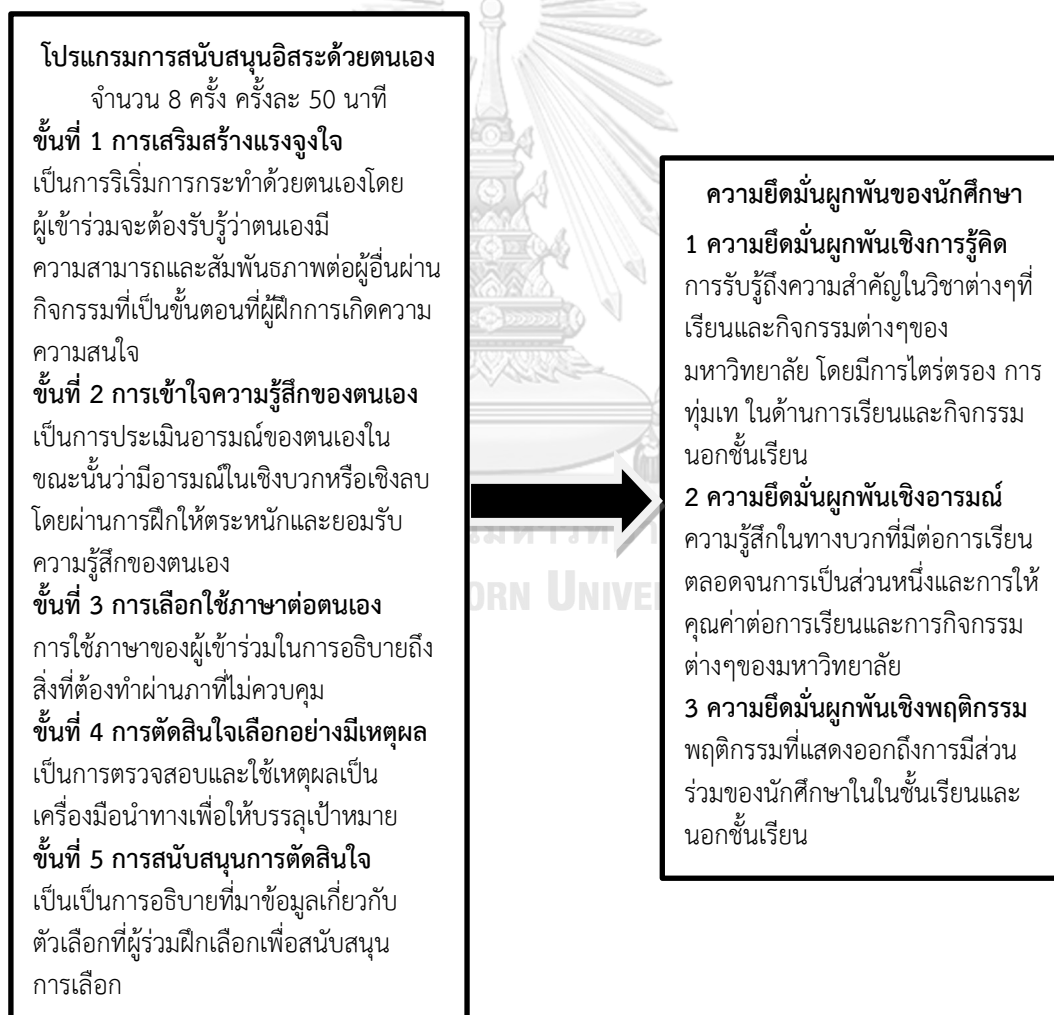 โปรแกรมการสนับสนุนอิสระด้วยตนเอง
จำนวน 8 ครั้ง ครั้งละ 50 นาที
ขั้นที่ 1 การเสริมสร้างแรงจูงใจ
เป็นการริเริ่มการกระทำด้วยตนเองโดย
ผู้เข้าร่วมจะต้องรับรู้ว่าตนเองมี
ความสามารถและสัมพันธภาพต่อผู้อื่นผ่าน
กิจกรรมที่เป็นขั้นตอนที่ผู้ฝึกการเกิดความ
ความสนใจ
ขั้นที่ 2 การเข้าใจความรู้สึกของตนเอง
เป็นการประเมินอารมณ์ของตนเองใน
ขณะนั้นว่ามีอารมณ์ในเชิงบวกหรือเชิงลบ
โดยผ่านการฝึกให้ตระหนักและยอมรับ
ความรู้สึกของตนเอง
ขั้นที่ 3 การเลือกใช้ภาษาต่อตนเอง
การใช้ภาษาของผู้เข้าร่วมในการอธิบายถึง
สิ่งที่ต้องทำผ่านภาที่ไม่ควบคุม
ขั้นที่ 4 การตัดสินใจเลือกอย่างมีเหตุผล
เป็นการตรวจสอบและใช้เหตุผลเป็น
เครื่องมือนำทางเพื่อให้บรรลุเป้าหมาย
ขั้นที่ 5 การสนับสนุนการตัดสินใจ
เป็นเป็นการอธิบายที่มาข้อมูลเกี่ยวกับ
ตัวเลือกที่ผู้ร่วมฝึกเลือกเพื่อสนับสนุน
การเลือก
ความยึดมั่นผูกพันของนักศึกษา
1 ความยึดมั่นผูกพันเชิงการรู้คิด
การรับรู้ถึงความสำคัญในวิชาต่างๆที่
เรียนและกิจกรรมต่างๆของ
มหาวิทยาลัย โดยมีการไตร่ตรอง การ
ทุ่มเท ในด้านการเรียนและกิจกรรม
นอกชั้นเรียน
2 ความยึดมั่นผูกพันเชิงอารมณ์
ความรู้สึกในทางบวกที่มีต่อการเรียน
ตลอดจนการเป็นส่วนหนึ่งและการให้
คุณค่าต่อการเรียนและการกิจกรรม
ต่างๆของมหาวิทยาลัย
3 ความยึดมั่นผูกพันเชิงพฤติกรรม
พฤติกรรมที่แสดงออกถึงการมีส่วน
ร่วมของนักศึกษาในในชั้นเรียนและ
นอกชั้นเรียน